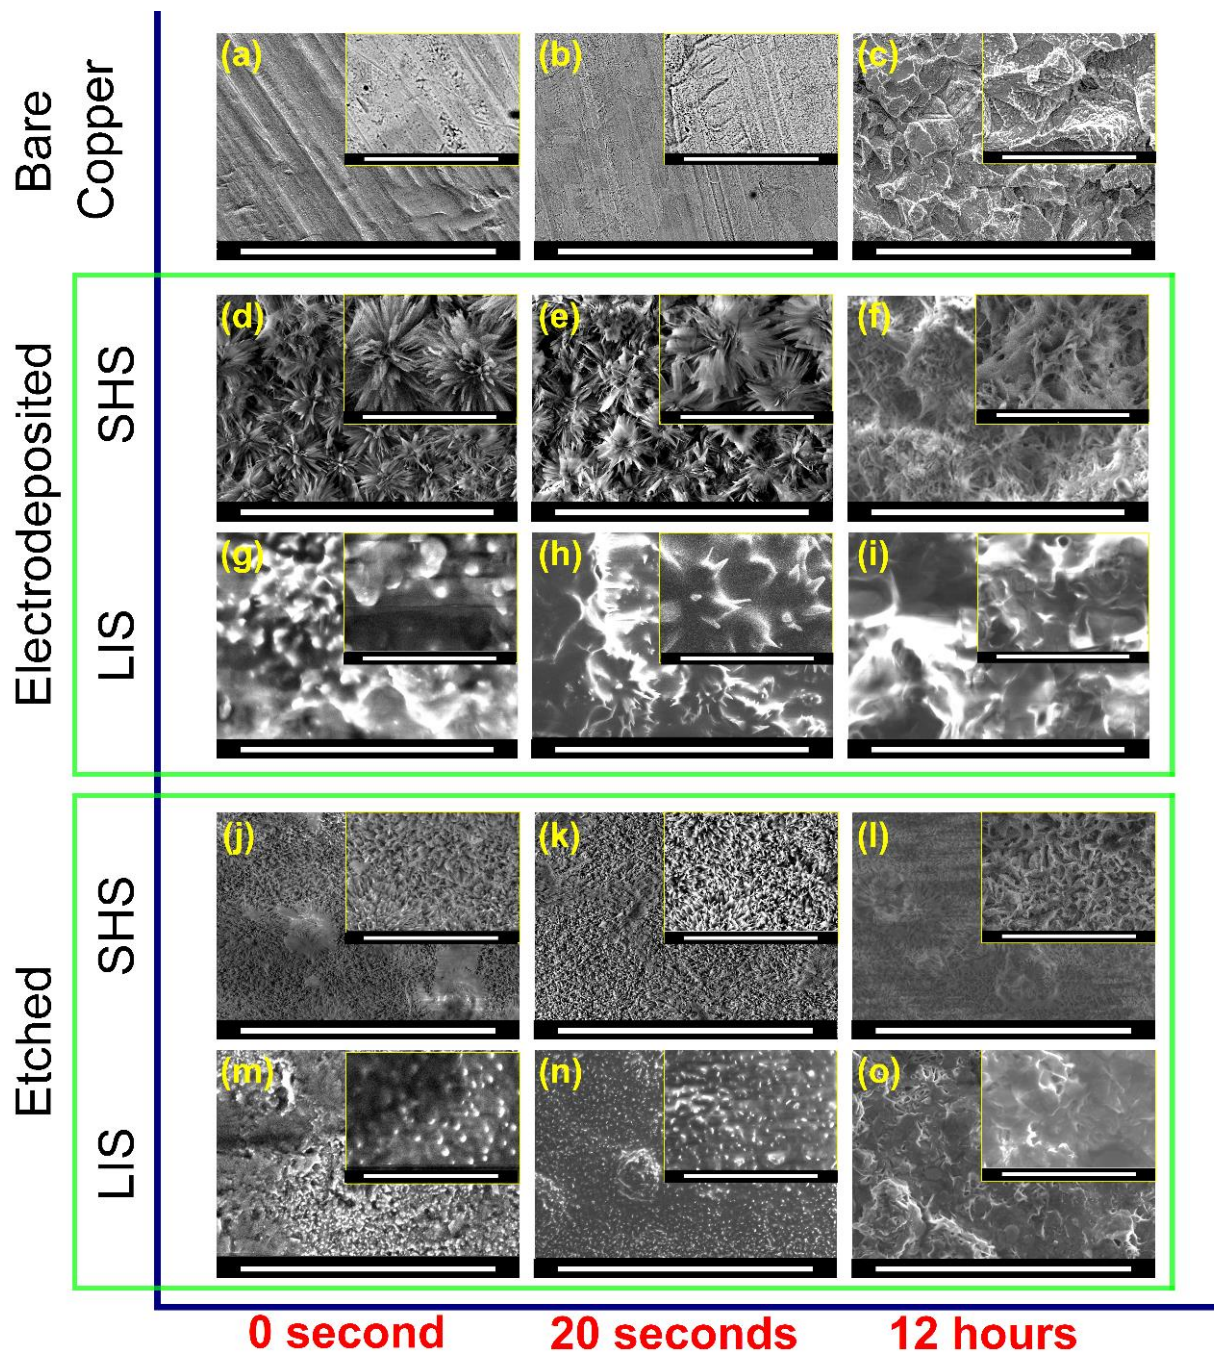 Bare
Copper
(a)
(b)
(c)
Electrodeposited
SHS
(d)
(e)
(f)
LIS
(g)
(h)
(i)
Etched
SHS
(j)
(k)
(l)
LIS
(m)
(n)
(o)
0 second
20 seconds
12 hours